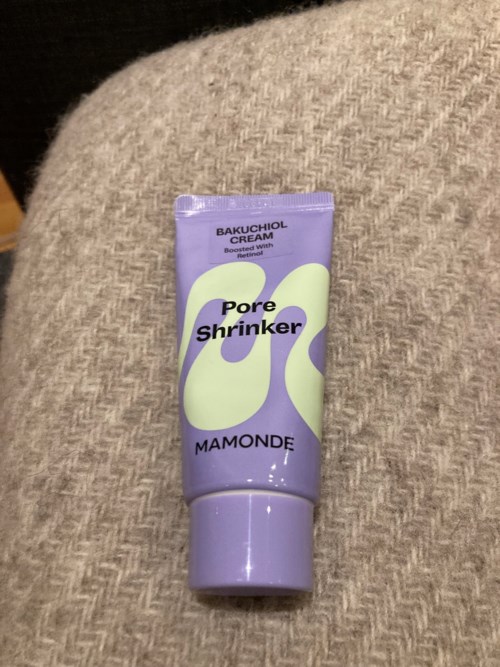 BAKUCHIOL
CREAM
Boosted With
Retinol
Pore
Shrinker
MAMONDE